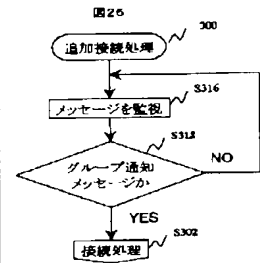 図26
300
追加接続処理
S316
メッセージを監視
S318
グループ通知
メッセージか
NO
YES
S302
接続処理